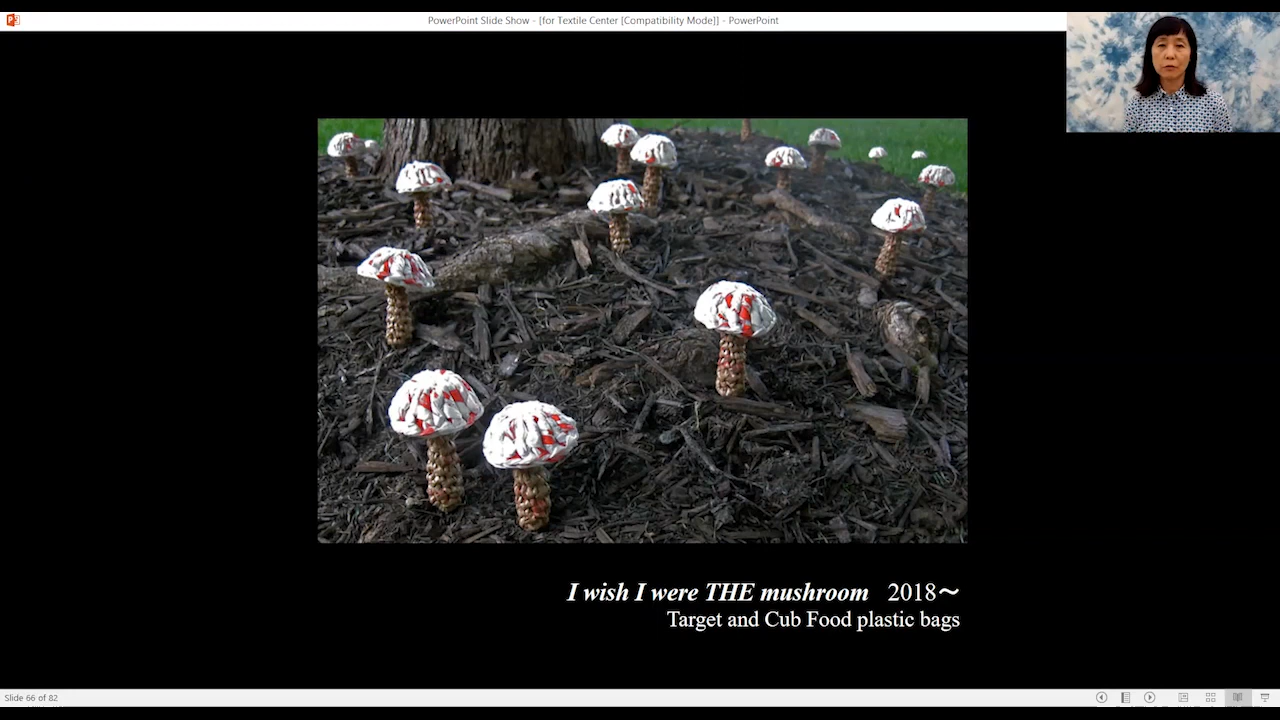 PowerPoint Slide Show - [for Textile Center [Compatibility Mode]] - PowerPoint
I wish I were THE mushroom 2018～
Target and Cub Food plastic bags
Slide 66 of 82